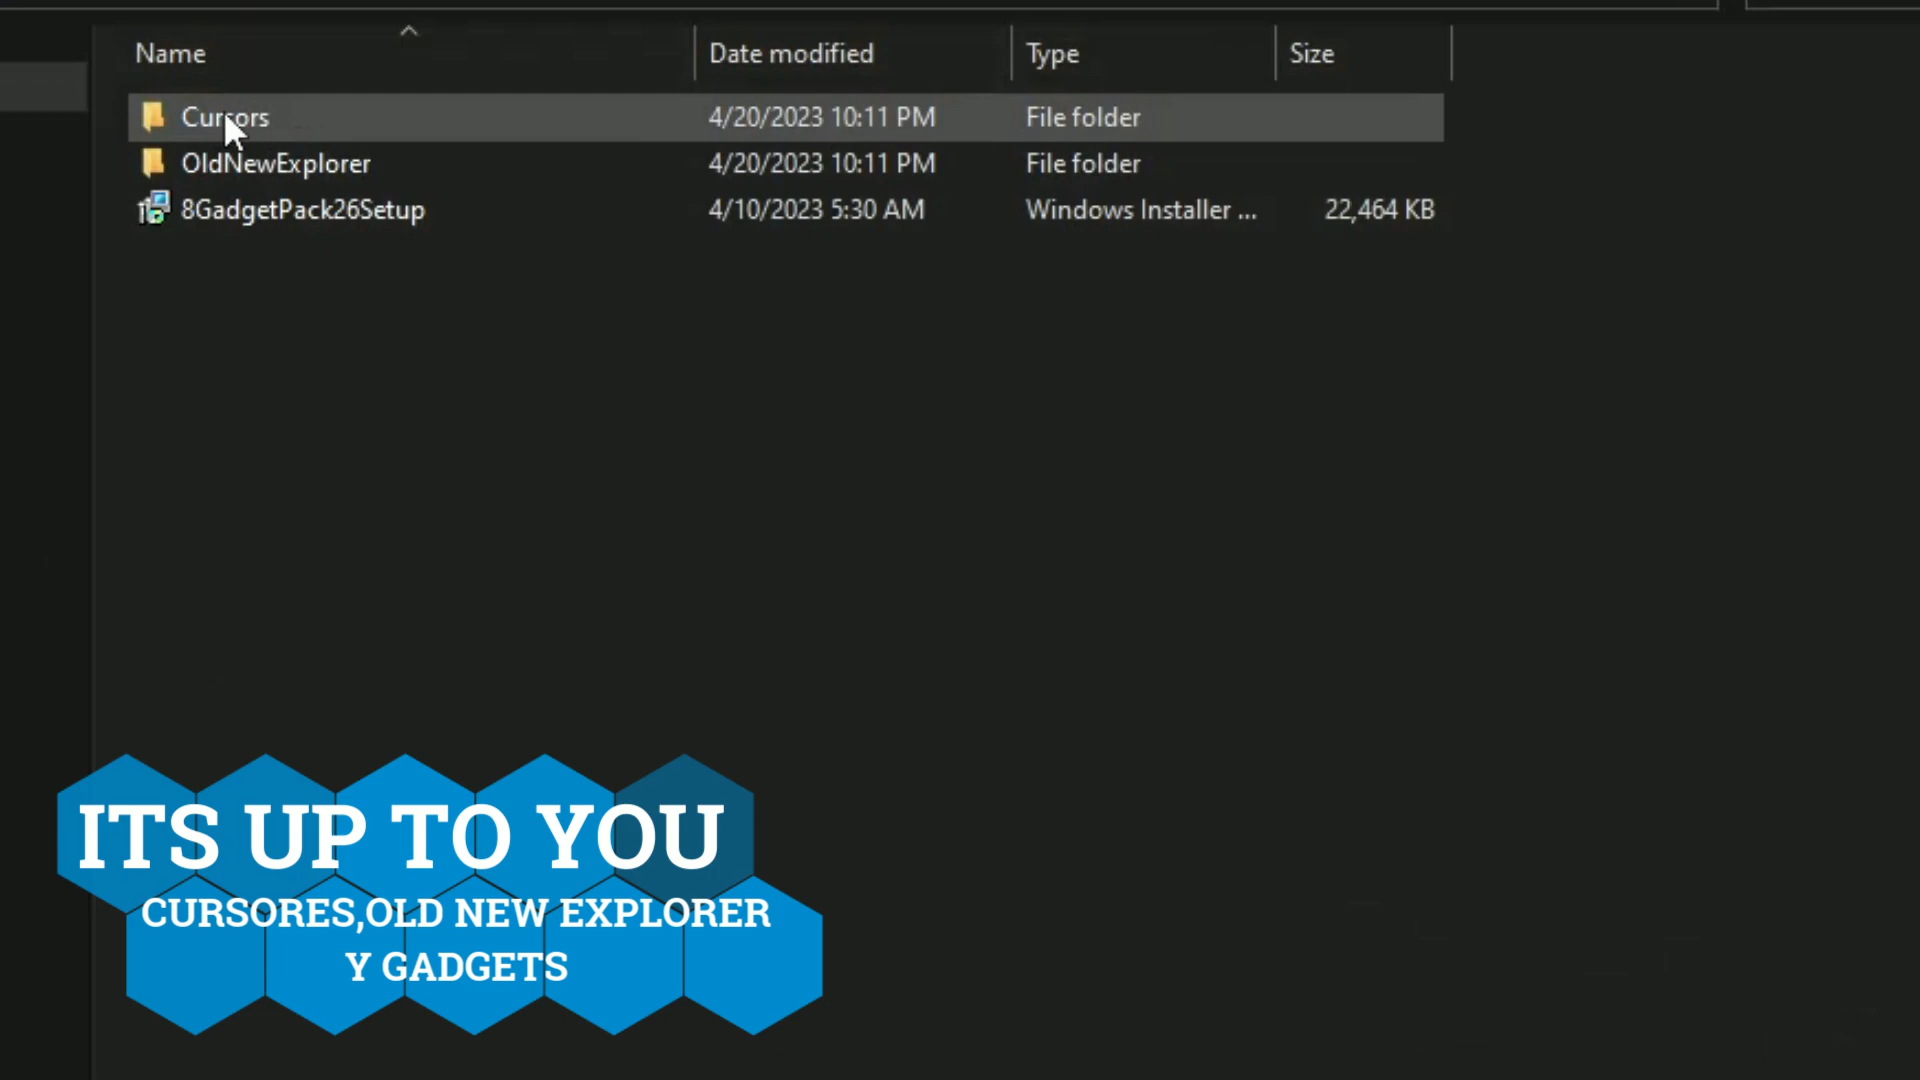 Name Date modified Type Size
Cursors 4/20/2023 10:11 PM File folder
OldNewExplorer 4/20/2023 10:11 PM File folder
8GadgetPack26Setup 4/10/2023 5:30 AM Windows Installer ... 22,464 KB
ITS UP TO YOU
CURSORES,OLD NEW EXPLORER
Y GADGETS